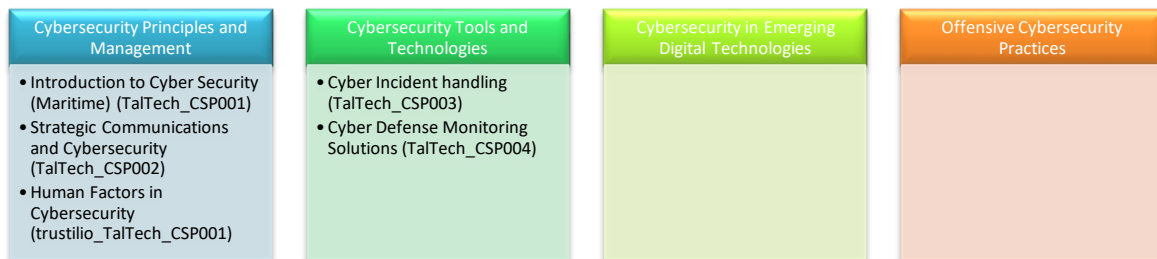 Cybersecurity Principles and
Management
• Introduction to Cyber Security
(Maritime) (TalTech_CSP001)
• Strategic Communications
and Cybersecurity
(TalTech_CSP002)
• Human Factors in
Cybersecurity
(trustilio_TalTech_CSP001)
Cybersecurity Tools and
Technologies
• Cyber Incident handling
(TalTech_CSP003)
• Cyber Defense Monitoring
Solutions (TalTech_CSP004)
Cybersecurity in Emerging
Digital Technologies
Offensive Cybersecurity
Practices